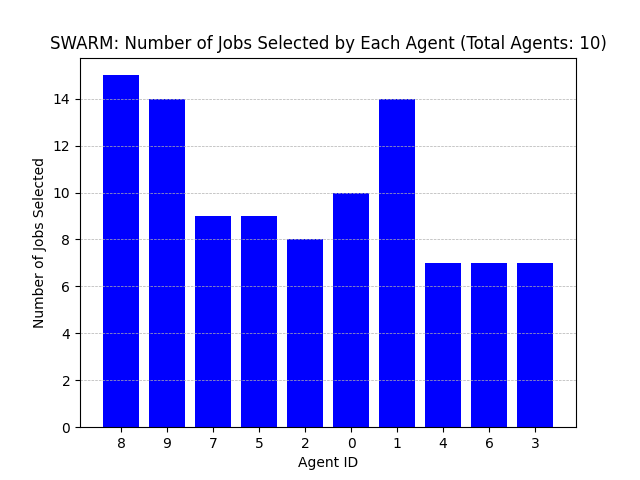 SWARM: Number of Jobs Selected by Each Agent (Total Agents: 10)
Number of Jobs Selected
14
12
10
8
6
4
2
0
8 9 7 5 2 0 1 4 6 3
Agent ID